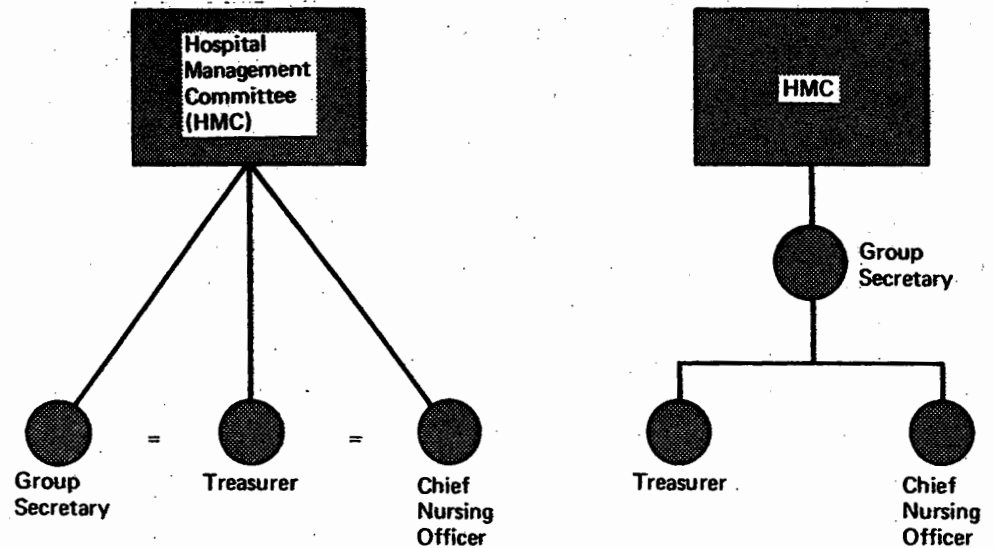 Hospital
Management
Committee
(HMC)
HMC
Group
Secretary
= =
Group
Secretary
Treasurer
Chief
Nursing
Officer
Treasurer
Chief
Nursing
Officer